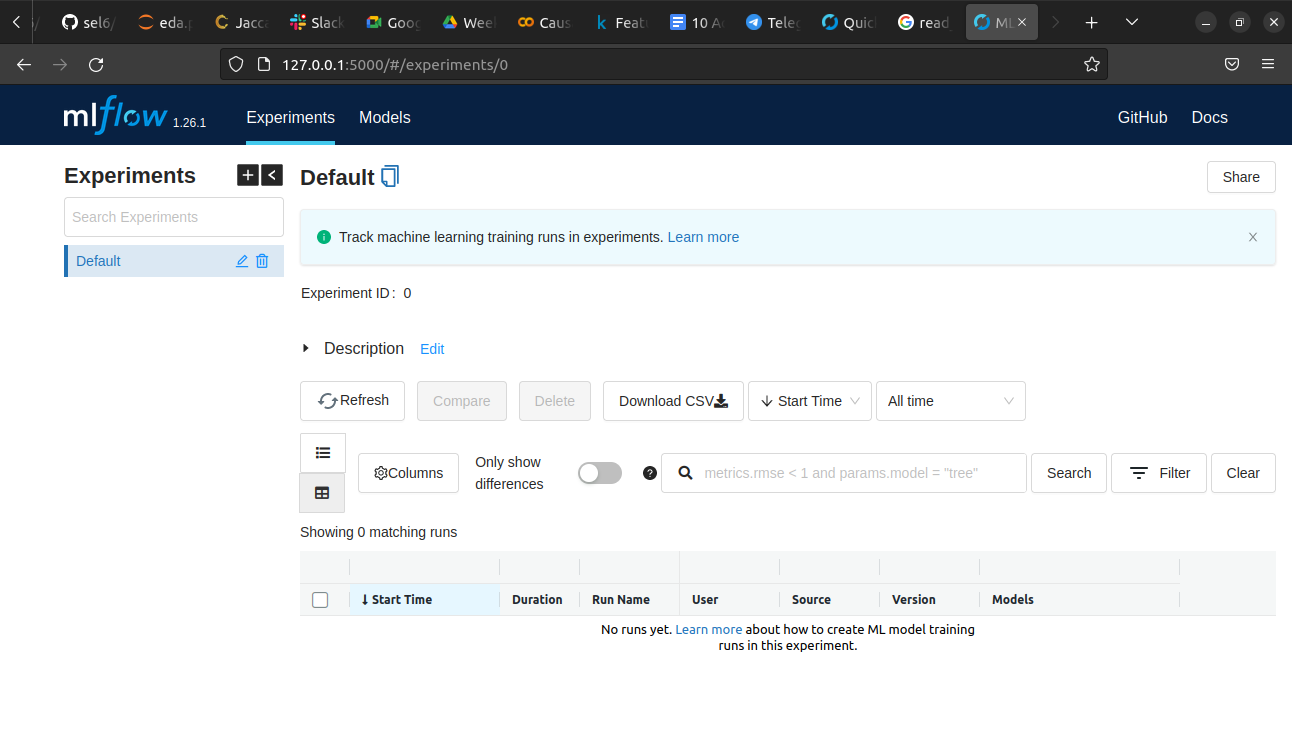 sel6/
eda.p
Jacca
Slack
Goog
Weel
Caus
Featu
10 Ac
Teleg
Quic
read
ML
127.0.0.1:5000/#/experiments/0
mlflow 1.26.1
Experiments
Models
GitHub
Docs
Experiments
Search Experiments
Default
Default
Share
Track machine learning training runs in experiments. Learn more
Experiment ID: 0
Description Edit
Refresh
Compare
Delete
Download CSV
Start Time
All time
Columns
Only show
differences
metrics.rmse < 1 and params.model = "tree"
Search
Filter
Clear
Showing 0 matching runs
Start Time
Duration
Run Name
User
Source
Version
Models
No runs yet. Learn more about how to create ML model training
runs in this experiment.